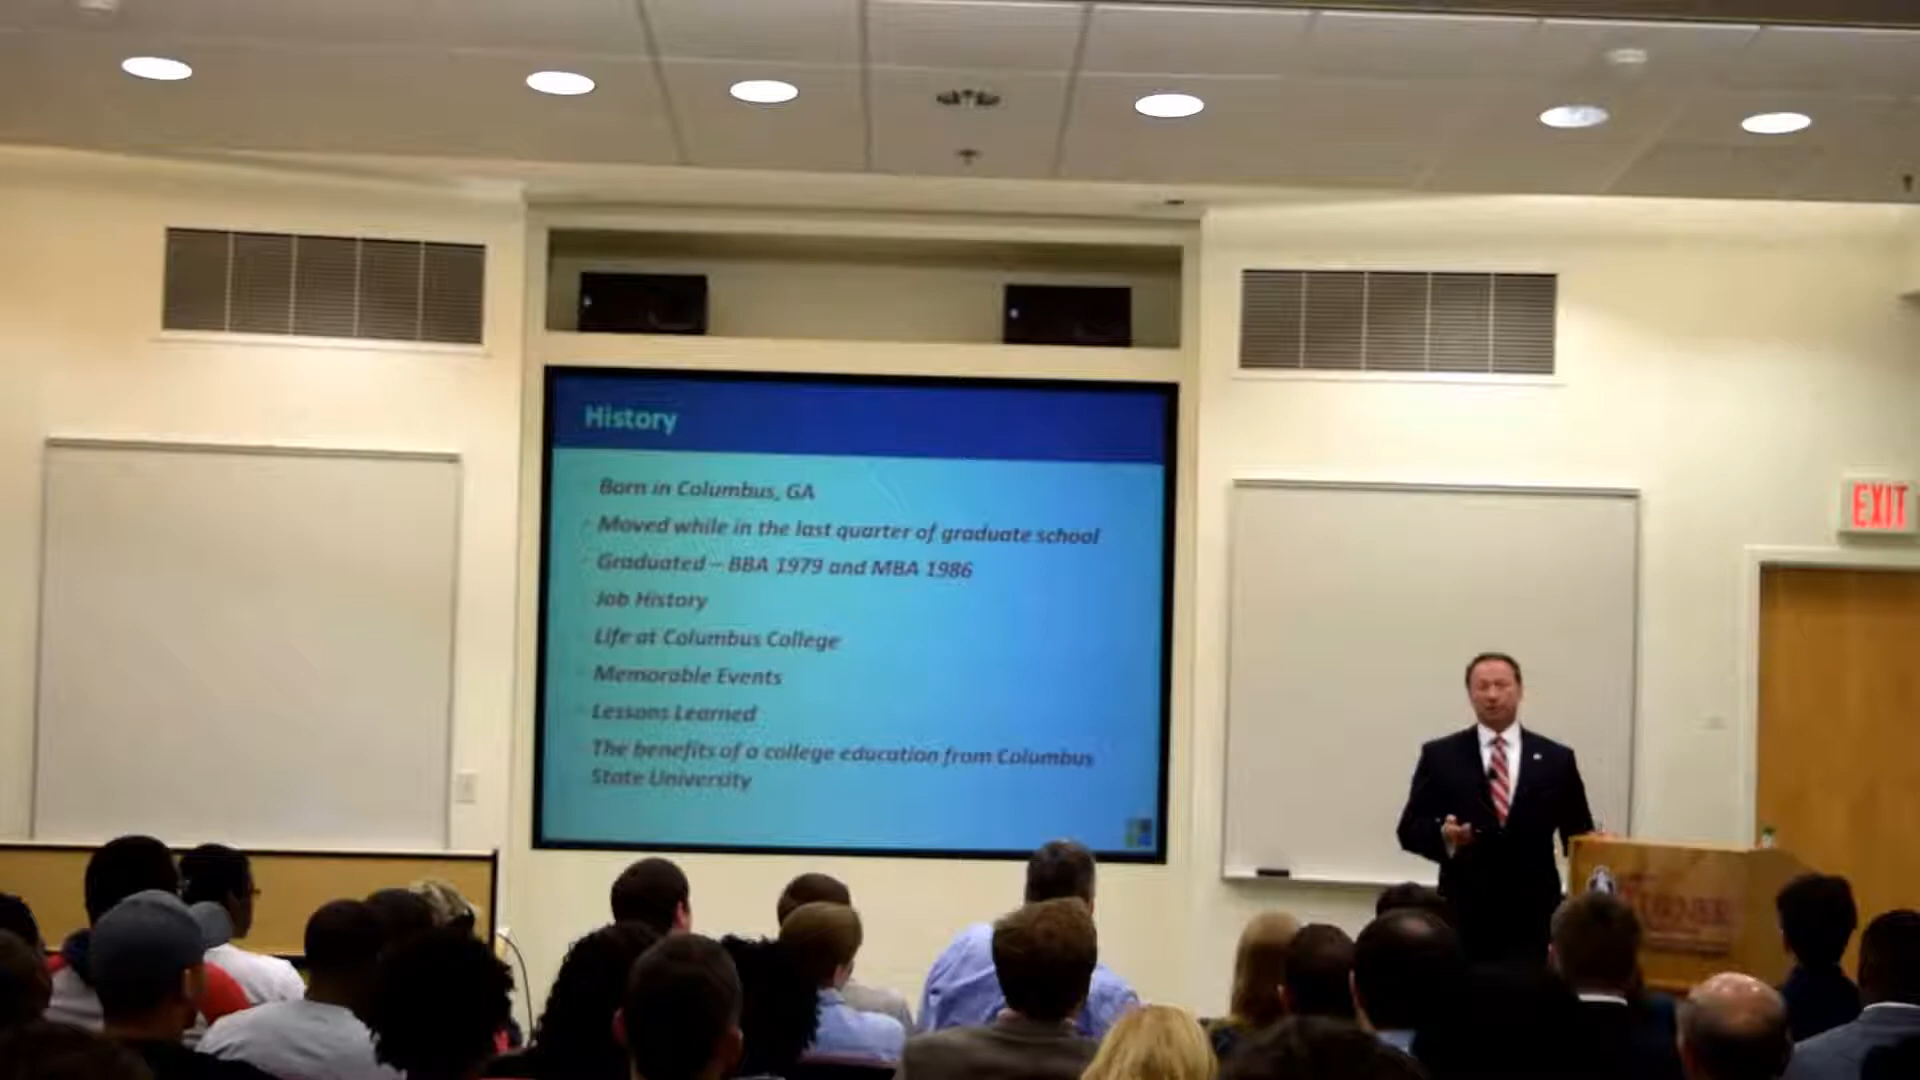 History
Born in Columbus, GA
Moved while in the last quarter of graduate school
Graduated – BBA 1979 and MBA 1986
Job History
Life at Columbus College
Memorable Events
Lessons Learned
The benefits of a college education from Columbus
State University
EXIT
TURNER